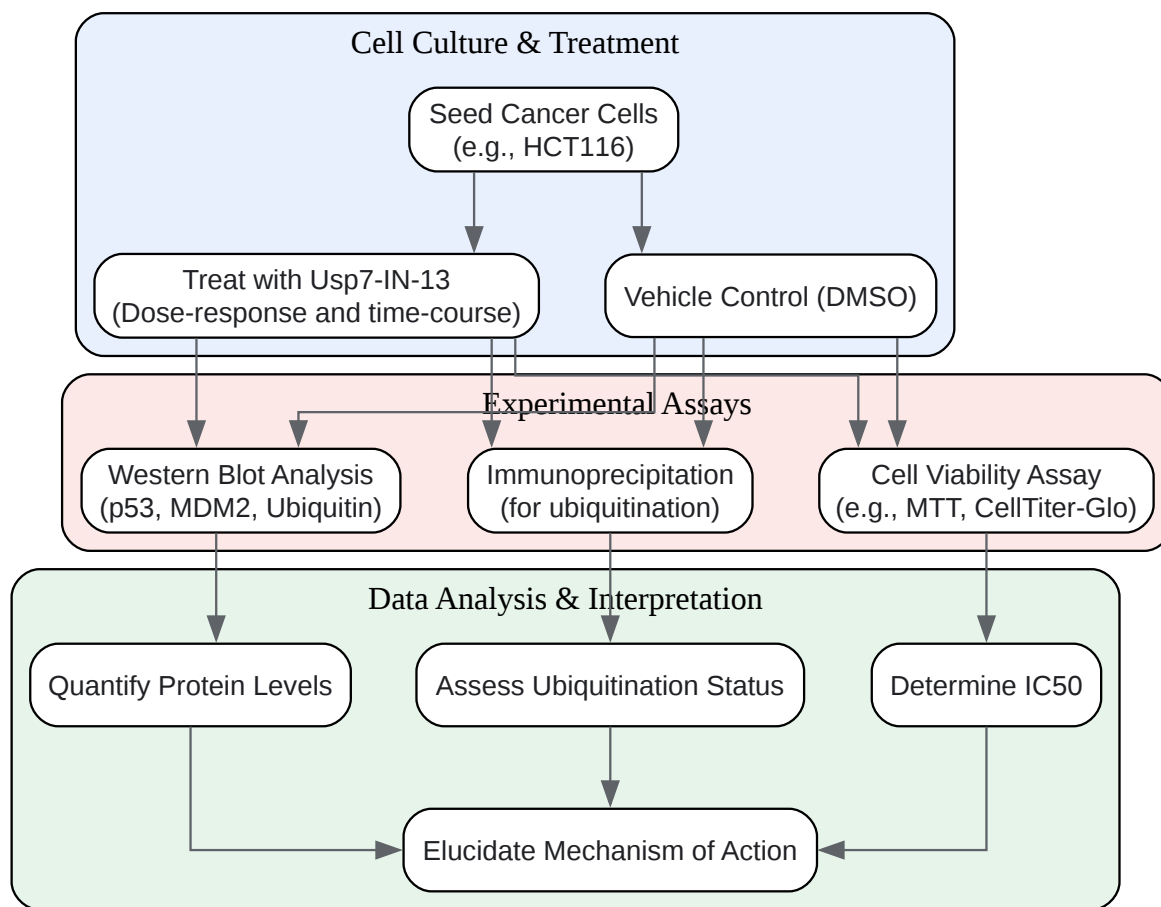 Cell Culture & Treatment
Seed Cancer Cells
(e.g., HCT116)
Treat with Usp7-IN-13
(Dose-response and time-course)
Vehicle Control (DMSO)
Experimental Assays
Western Blot Analysis
(p53, MDM2, Ubiquitin)
Immunoprecipitation
(for ubiquitination)
Cell Viability Assay
(e.g., MTT, CellTiter-Glo)
Data Analysis & Interpretation
Quantify Protein Levels
Assess Ubiquitination Status
Determine IC50
Elucidate Mechanism of Action